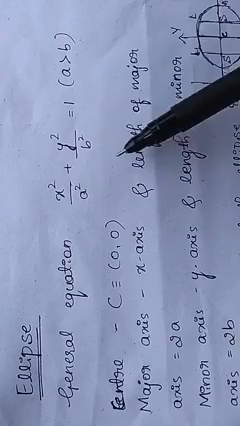 Ellipse
General equation x²/a² + y²/b² = 1 (a>b)
Centre - C ≡ (0,0)
Major axis - x-axis & length of major
axis = 2a
Minor axis - y-axis & length minor
axis = 2b